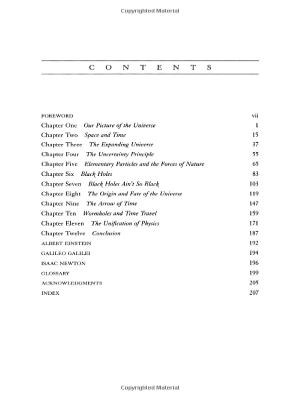 Copyrighted Material
CONTENTS
FOREWORD vii
Chapter One Our Picture of the Universe 1
Chapter Two Space and Time 15
Chapter Three The Expanding Universe 37
Chapter Four The Uncertainty Principle 55
Chapter Five Elementary Particles and the Forces of Nature 65
Chapter Six Black Holes 83
Chapter Seven Black Holes Ain't So Black 103
Chapter Eight The Origin and Fate of the Universe 119
Chapter Nine The Arrow of Time 147
Chapter Ten Wormholes and Time Travel 159
Chapter Eleven The Unification of Physics 171
Chapter Twelve Conclusion 187
ALBERT EINSTEIN 192
GALILEO GALILEI 194
ISAAC NEWTON 196
GLOSSARY 199
ACKNOWLEDGMENTS 205
INDEX 207
Copyrighted Material